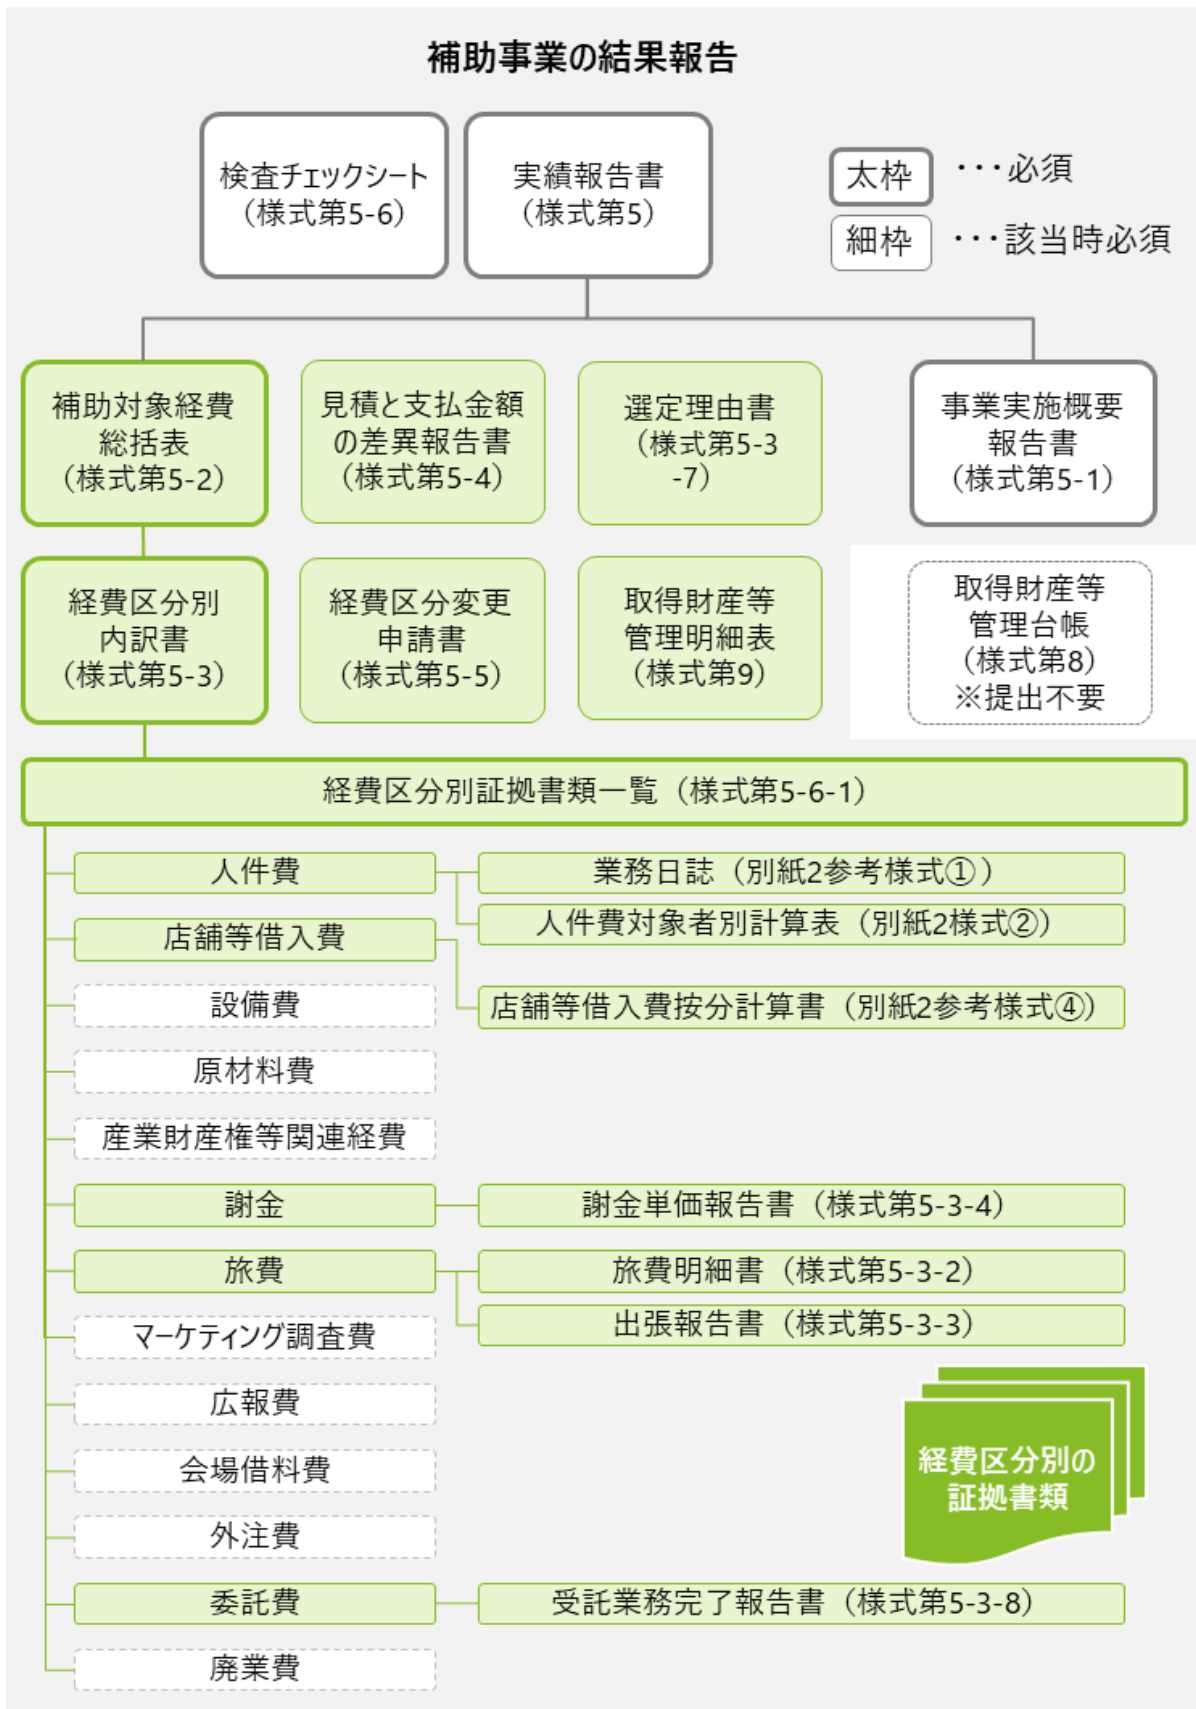 補助事業の結果報告
検査チェックシート
（様式第5-6）
実績報告書
（様式第5）
太枠 ・・・必須
細枠 ・・・該当時必須
補助対象経費
総括表
（様式第5-2）
見積と支払金額
の差異報告書
（様式第5-4）
選定理由書
（様式第5-3
-7）
事業実施概要
報告書
（様式第5-1）
経費区分別
内訳書
（様式第5-3）
経費区分変更
申請書
（様式第5-5）
取得財産等
管理明細表
（様式第9）
取得財産等
管理台帳
（様式第8）
※提出不要
経費区分別証拠書類一覧（様式第5-6-1）
人件費
業務日誌（別紙2参考様式①）
人件費対象者別計算表（別紙2様式②）
店舗等借入費
店舗等借入費按分計算書（別紙2参考様式④）
設備費
原材料費
産業財産権等関連経費
謝金
謝金単価報告書（様式第5-3-4）
旅費
旅費明細書（様式第5-3-2）
出張報告書（様式第5-3-3）
マーケティング調査費
広報費
会場借料費
外注費
委託費
受託業務完了報告書（様式第5-3-8）
廃業費
経費区分別の
証拠書類